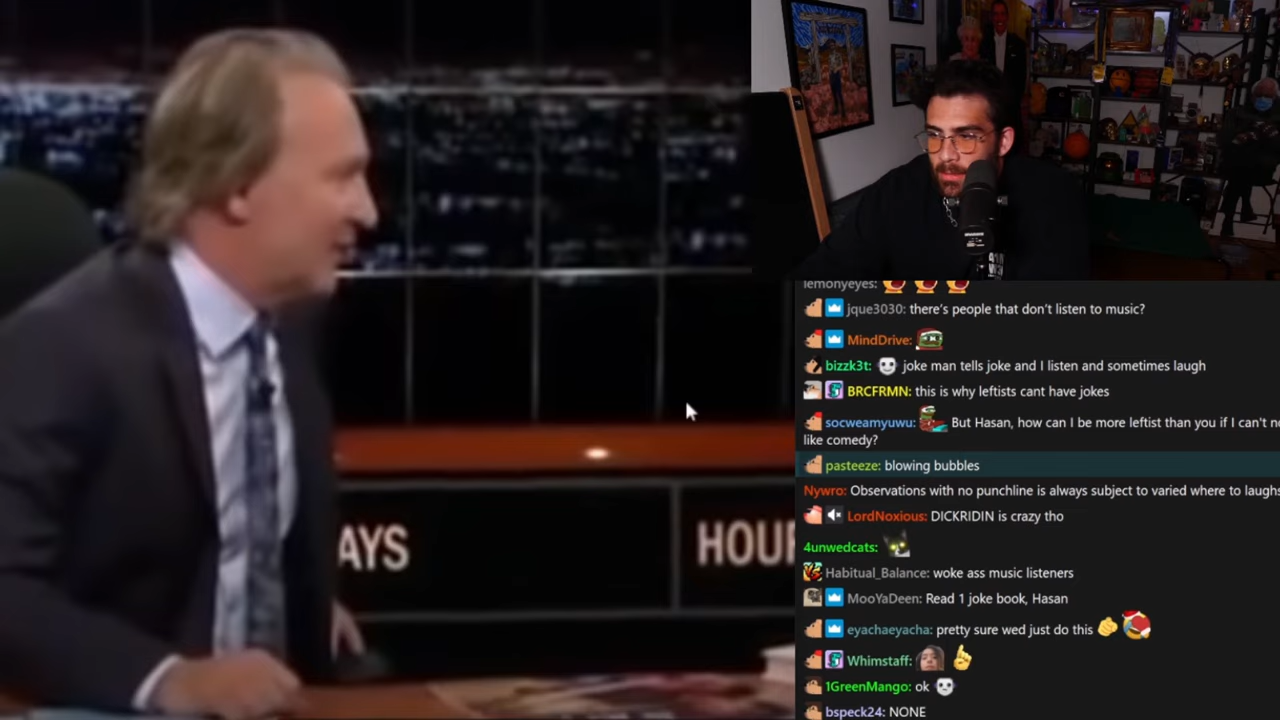 lemonyeyes:
jque3030: there's people that don't listen to music?
MindDrive:
bizzk3t: joke man tells joke and I listen and sometimes laugh
BRCFRMN: this is why leftists cant have jokes
socweamyuwu: But Hasan, how can I be more leftist than you if I can't no
like comedy?
pasteeze: blowing bubbles
Nywro: Observations with no punchline is always subject to varied where to laughs
LordNoxious: DICKRIDIN is crazy tho
4unwedcats:
Habitual_Balance: woke ass music listeners
MooYaDeen: Read 1 joke book, Hasan
eyachaeyacha: pretty sure wed just do this
Whimstaff:
1GreenMango: ok
bspeck24: NONE
AYS
HOUR